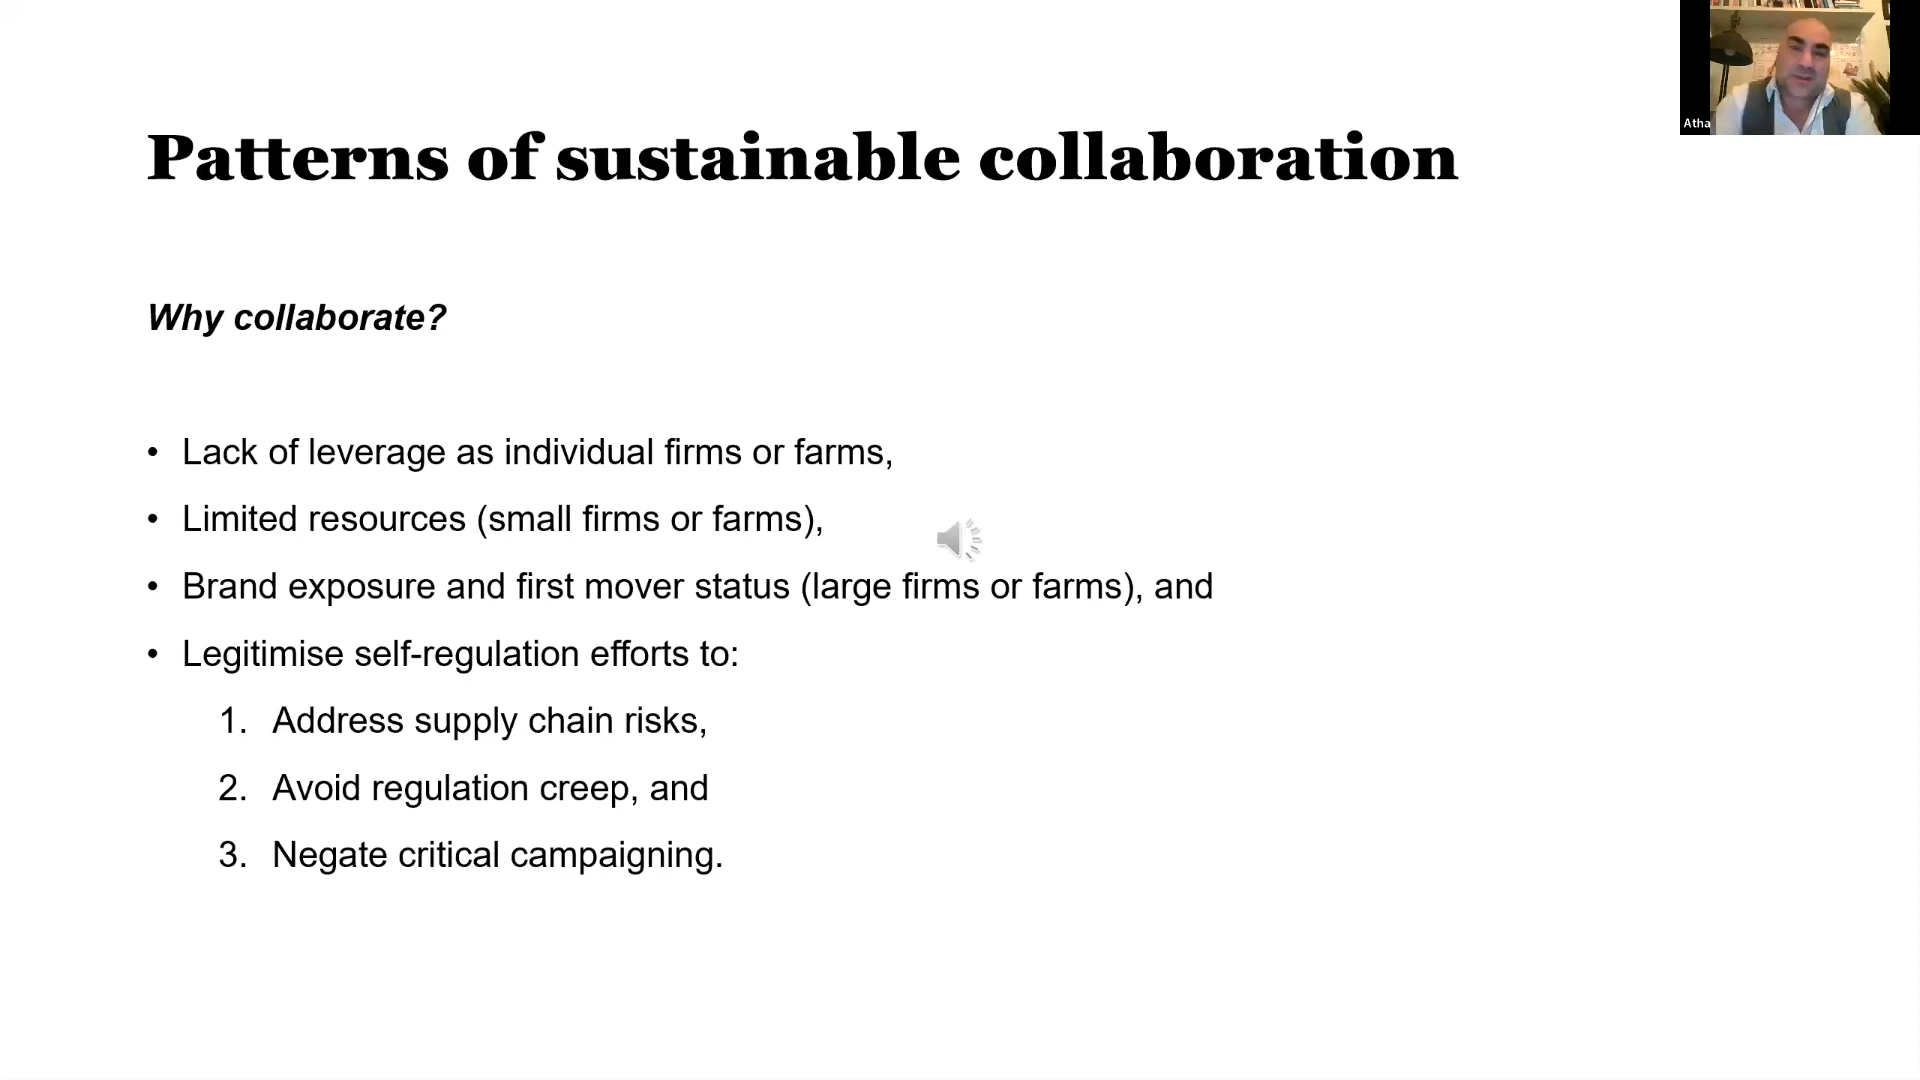 Patterns of sustainable collaboration
Atha
Why collaborate?
• Lack of leverage as individual firms or farms,
• Limited resources (small firms or farms),
• Brand exposure and first mover status (large firms or farms), and
• Legitimise self-regulation efforts to:
1. Address supply chain risks,
2. Avoid regulation creep, and
3. Negate critical campaigning.